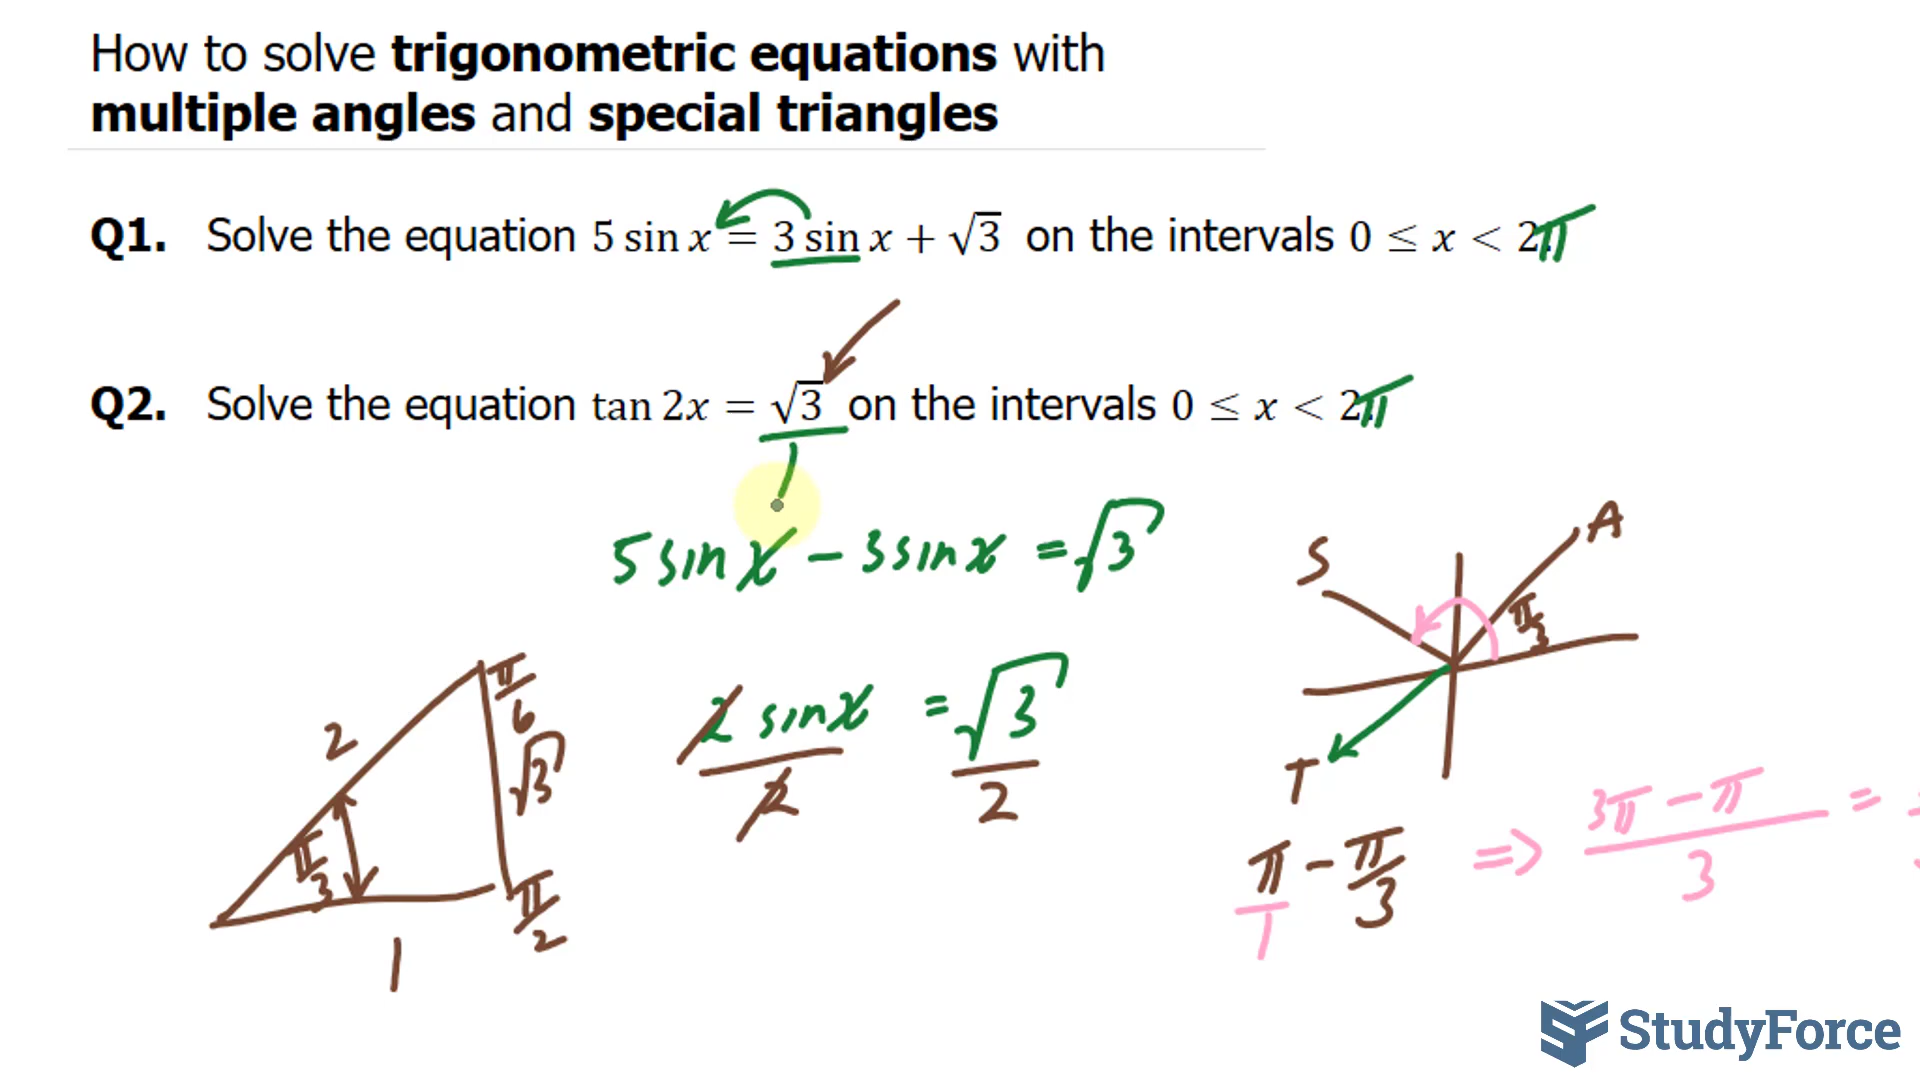 How to solve trigonometric equations with
multiple angles and special triangles
Q1. Solve the equation 5 sin x = 3 sin x + √3 on the intervals 0 ≤ x < 2π
Q2. Solve the equation tan 2x = √3 on the intervals 0 ≤ x < 2π
1
5 sin x - 3 sin x = √3
2 sin x / 2 = √3 / 2
2
π/6
√3
π/3
π/2
1
S
A
π/3
T
π/1 - π/3 => 3π - π / 3 =
StudyForce